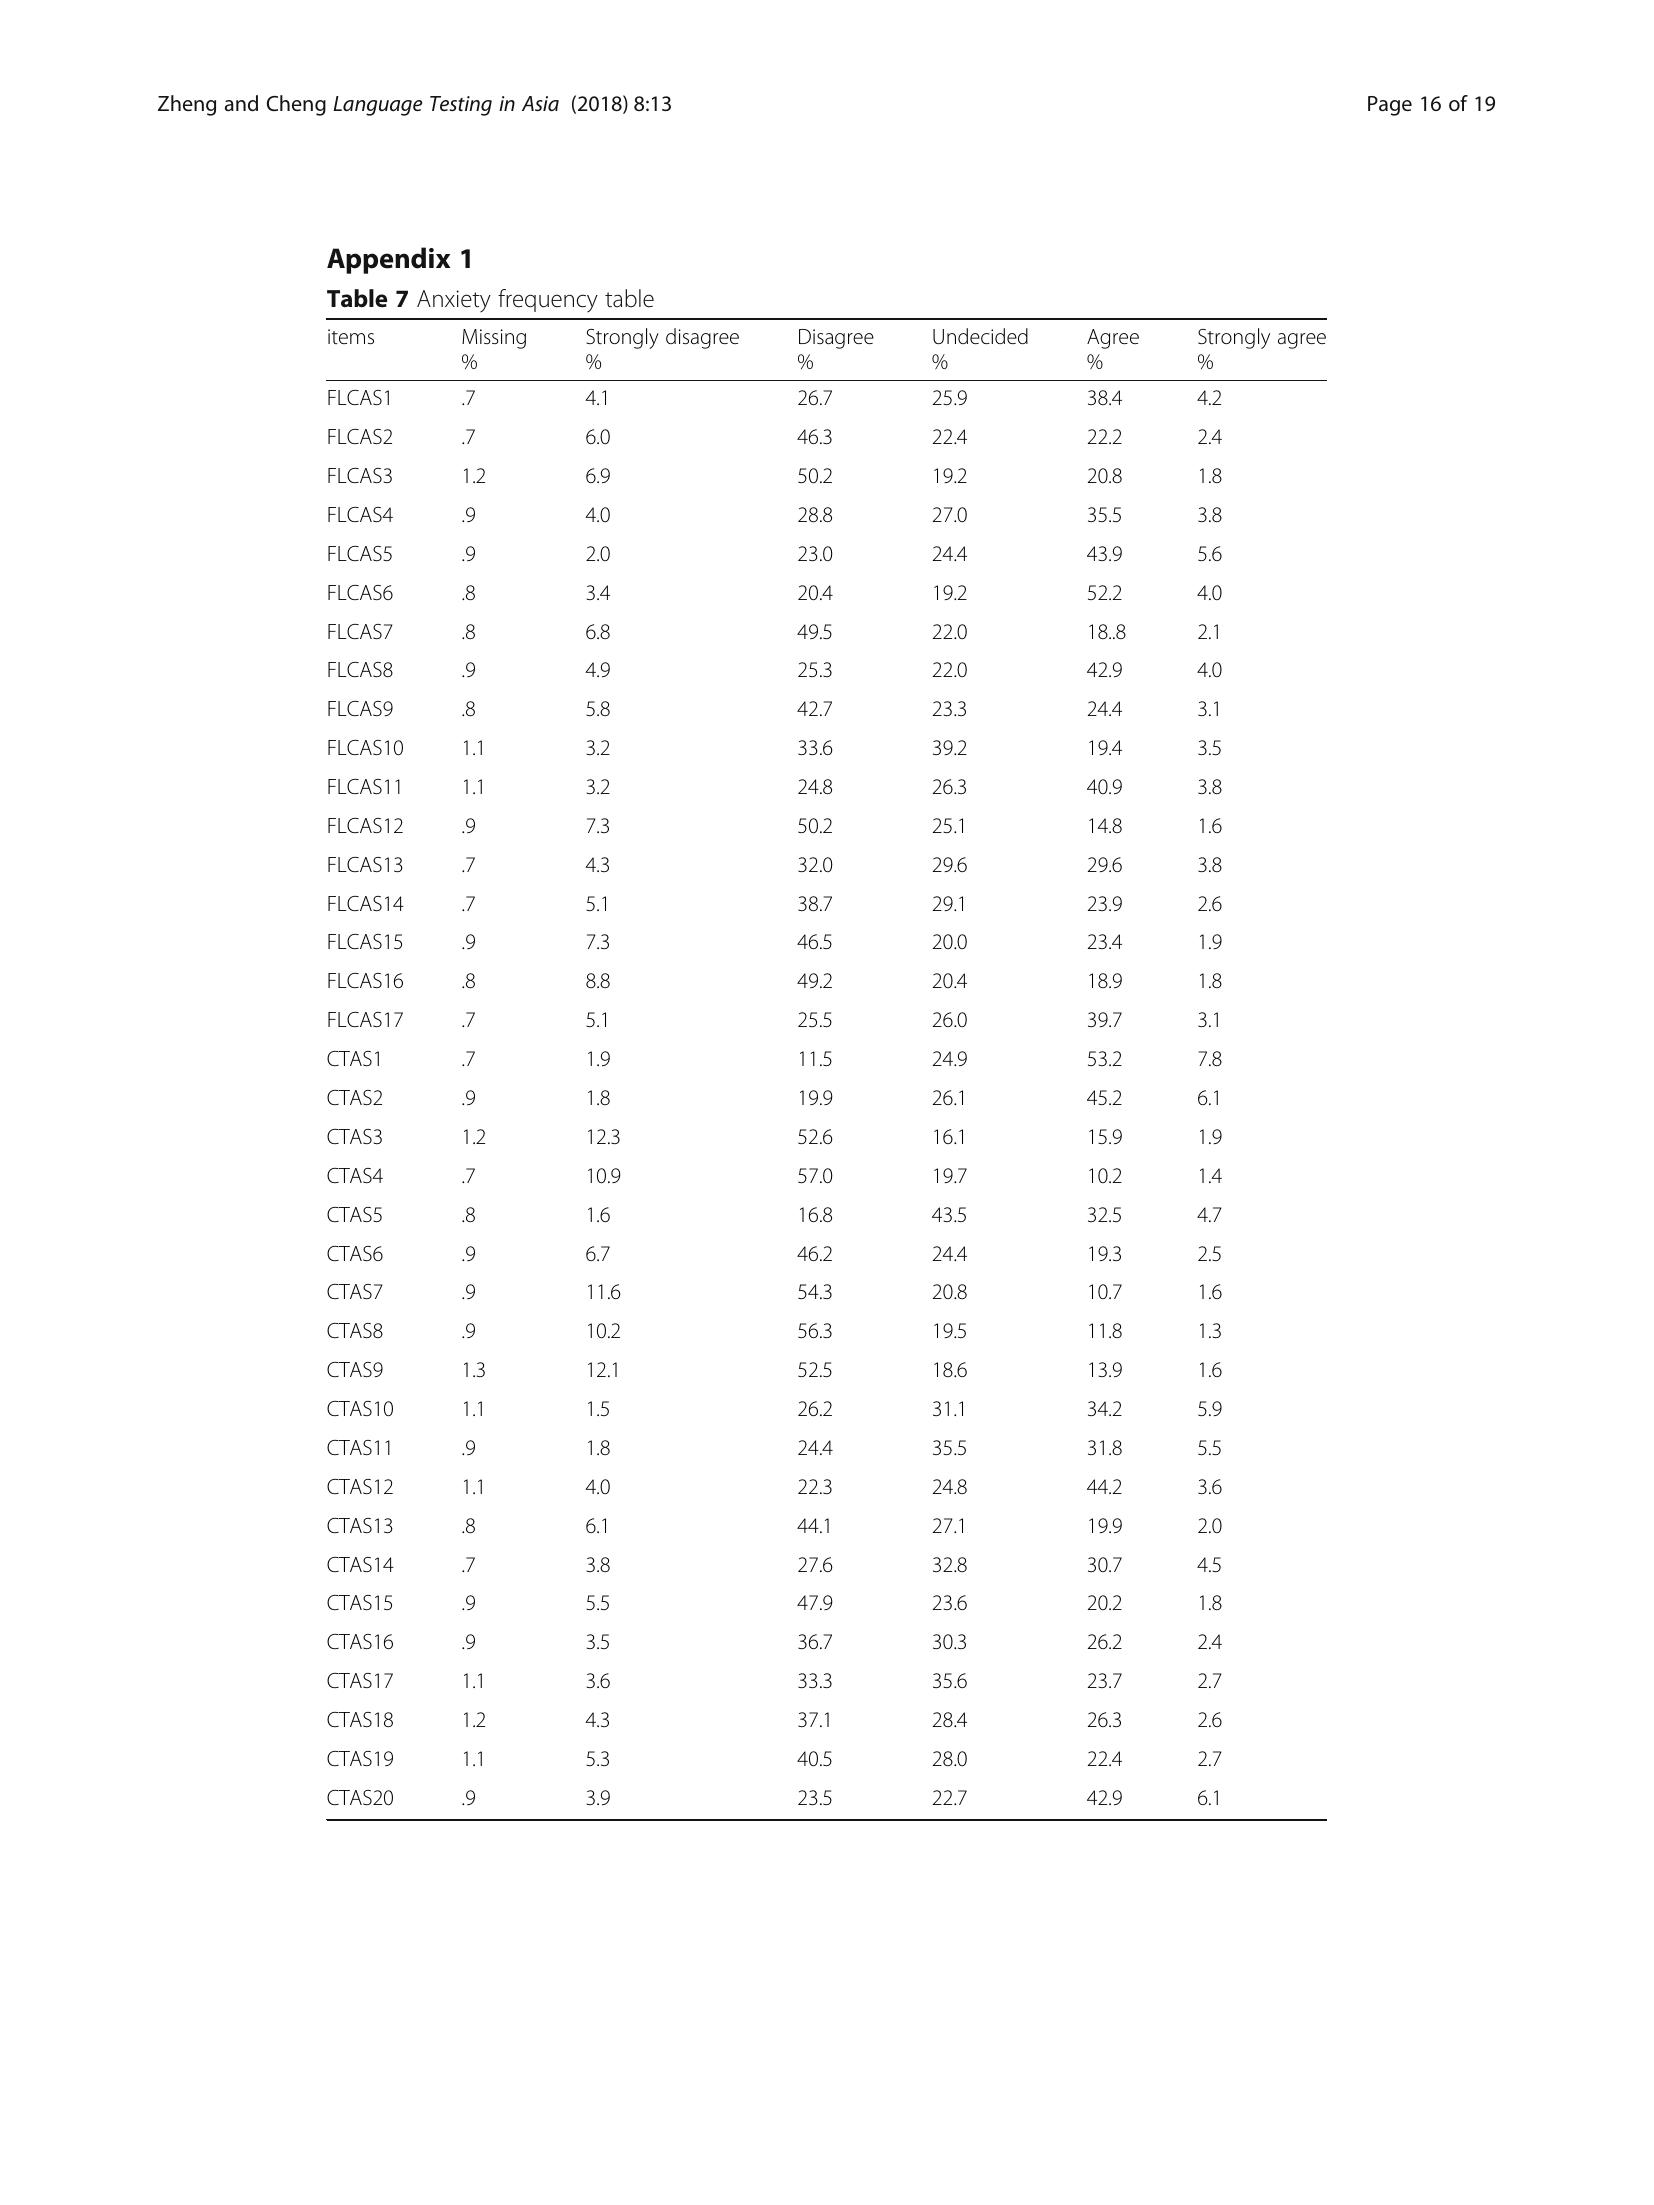 Zheng and Cheng Language Testing in Asia (2018) 8:13 Page 16 of 19
Appendix 1
Table 7 Anxiety frequency table
items Missing Strongly disagree Disagree Undecided Agree Strongly agree
% % % % % %
FLCAS1 .7 4.1 26.7 25.9 38.4 4.2
FLCAS2 .7 6.0 46.3 22.4 22.2 2.4
FLCAS3 1.2 6.9 50.2 19.2 20.8 1.8
FLCAS4 .9 4.0 28.8 27.0 35.5 3.8
FLCAS5 .9 2.0 23.0 24.4 43.9 5.6
FLCAS6 .8 3.4 20.4 19.2 52.2 4.0
FLCAS7 .8 6.8 49.5 22.0 18..8 2.1
FLCAS8 .9 4.9 25.3 22.0 42.9 4.0
FLCAS9 .8 5.8 42.7 23.3 24.4 3.1
FLCAS10 1.1 3.2 33.6 39.2 19.4 3.5
FLCAS11 1.1 3.2 24.8 26.3 40.9 3.8
FLCAS12 .9 7.3 50.2 25.1 14.8 1.6
FLCAS13 .7 4.3 32.0 29.6 29.6 3.8
FLCAS14 .7 5.1 38.7 29.1 23.9 2.6
FLCAS15 .9 7.3 46.5 20.0 23.4 1.9
FLCAS16 .8 8.8 49.2 20.4 18.9 1.8
FLCAS17 .7 5.1 25.5 26.0 39.7 3.1
CTAS1 .7 1.9 11.5 24.9 53.2 7.8
CTAS2 .9 1.8 19.9 26.1 45.2 6.1
CTAS3 1.2 12.3 52.6 16.1 15.9 1.9
CTAS4 .7 10.9 57.0 19.7 10.2 1.4
CTAS5 .8 1.6 16.8 43.5 32.5 4.7
CTAS6 .9 6.7 46.2 24.4 19.3 2.5
CTAS7 .9 11.6 54.3 20.8 10.7 1.6
CTAS8 .9 10.2 56.3 19.5 11.8 1.3
CTAS9 1.3 12.1 52.5 18.6 13.9 1.6
CTAS10 1.1 1.5 26.2 31.1 34.2 5.9
CTAS11 .9 1.8 24.4 35.5 31.8 5.5
CTAS12 1.1 4.0 22.3 24.8 44.2 3.6
CTAS13 .8 6.1 44.1 27.1 19.9 2.0
CTAS14 .7 3.8 27.6 32.8 30.7 4.5
CTAS15 .9 5.5 47.9 23.6 20.2 1.8
CTAS16 .9 3.5 36.7 30.3 26.2 2.4
CTAS17 1.1 3.6 33.3 35.6 23.7 2.7
CTAS18 1.2 4.3 37.1 28.4 26.3 2.6
CTAS19 1.1 5.3 40.5 28.0 22.4 2.7
CTAS20 .9 3.9 23.5 22.7 42.9 6.1